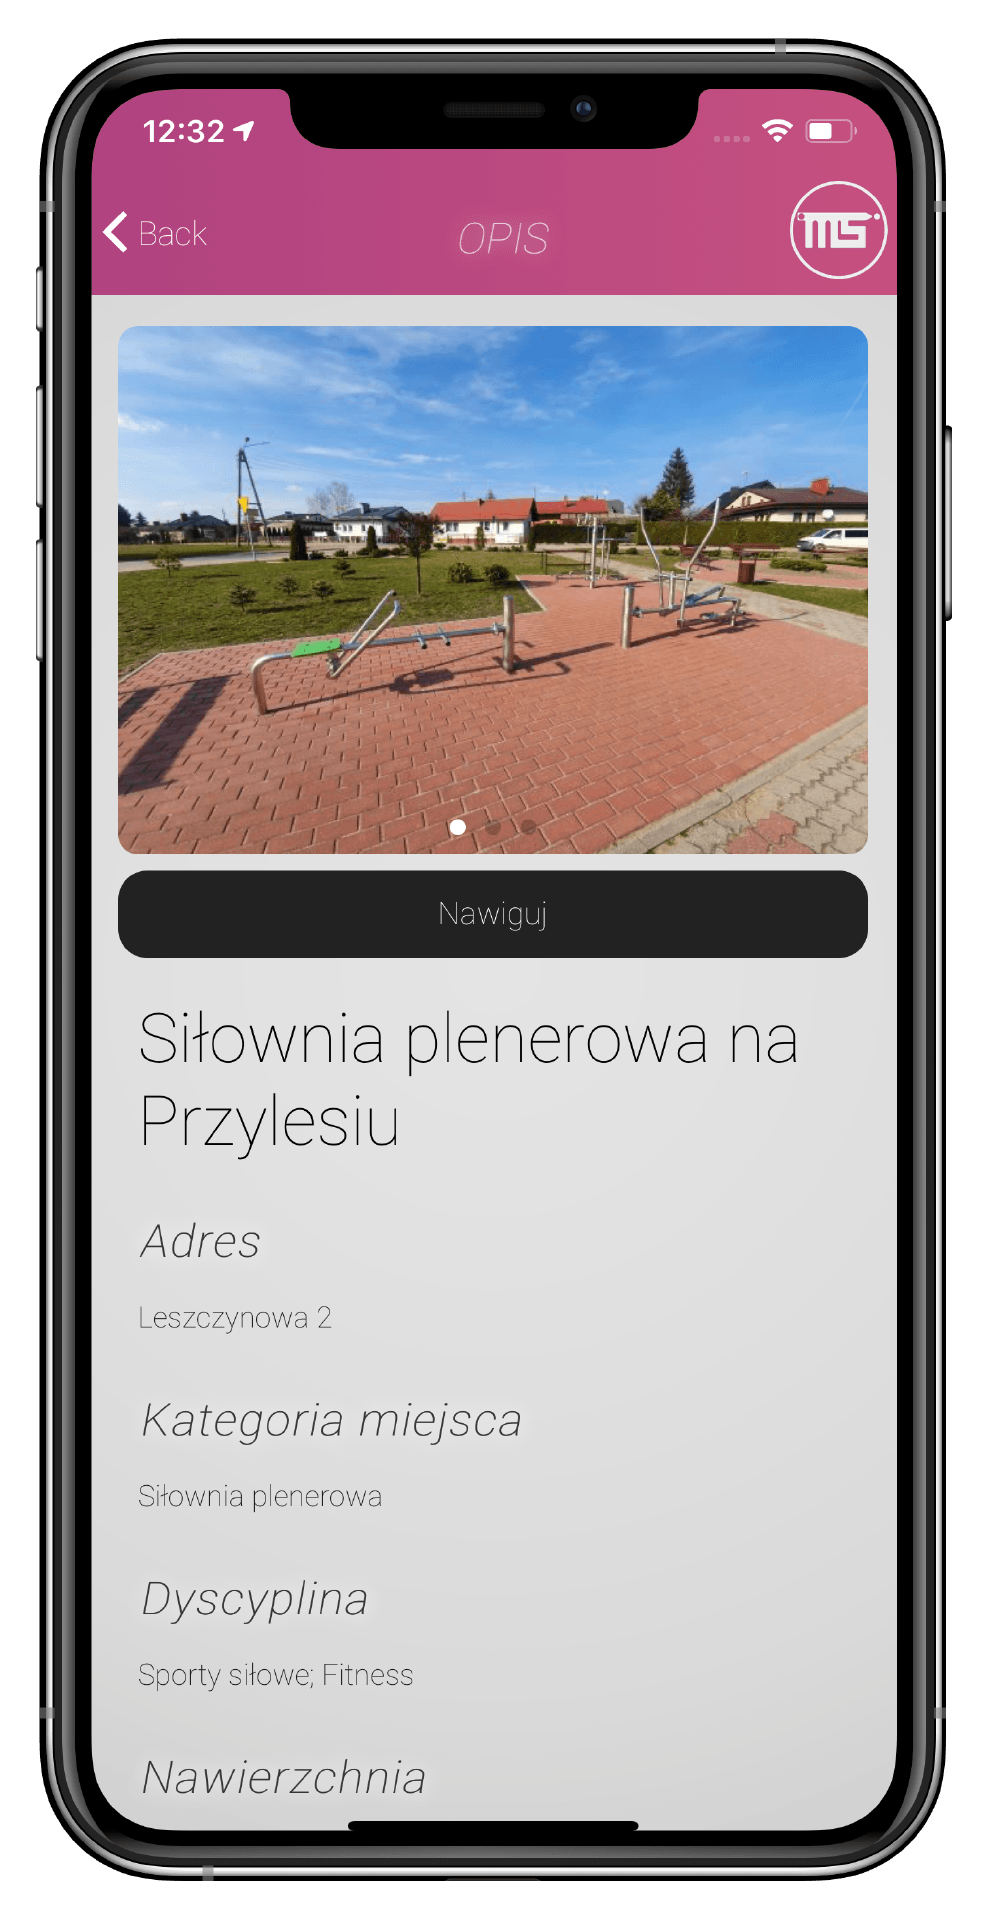 12:32
Back
OPIS
MS
Nawiguj
Siłownia plenerowa na
Przylesiu
Adres
Leszczynowa 2
Kategoria miejsca
Siłownia plenerowa
Dyscyplina
Sporty siłowe; Fitness
Nawierzchnia